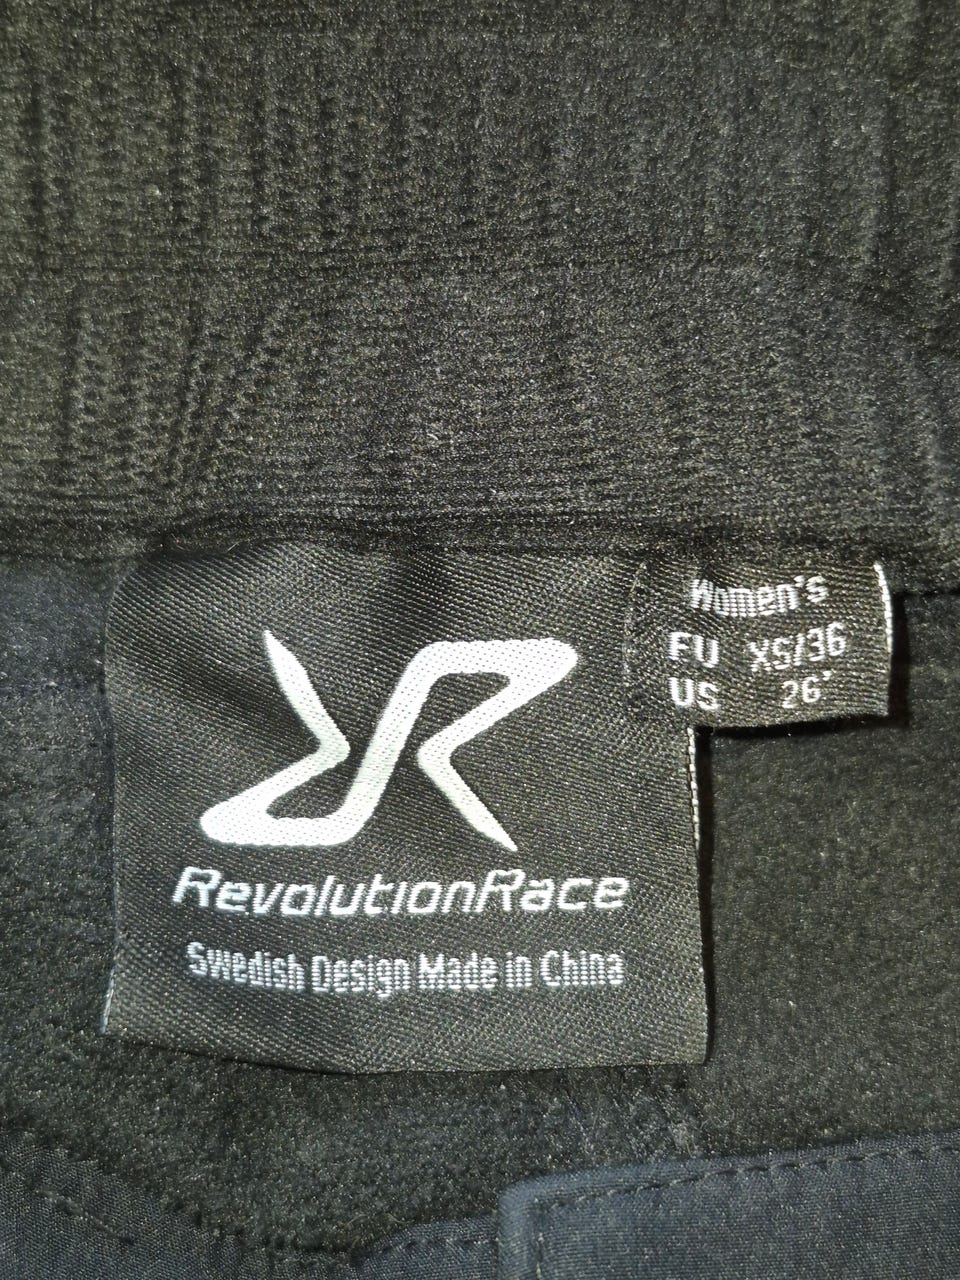 Women's
EU XS/36
US 26"
RevolutionRace
Swedish Design Made in China